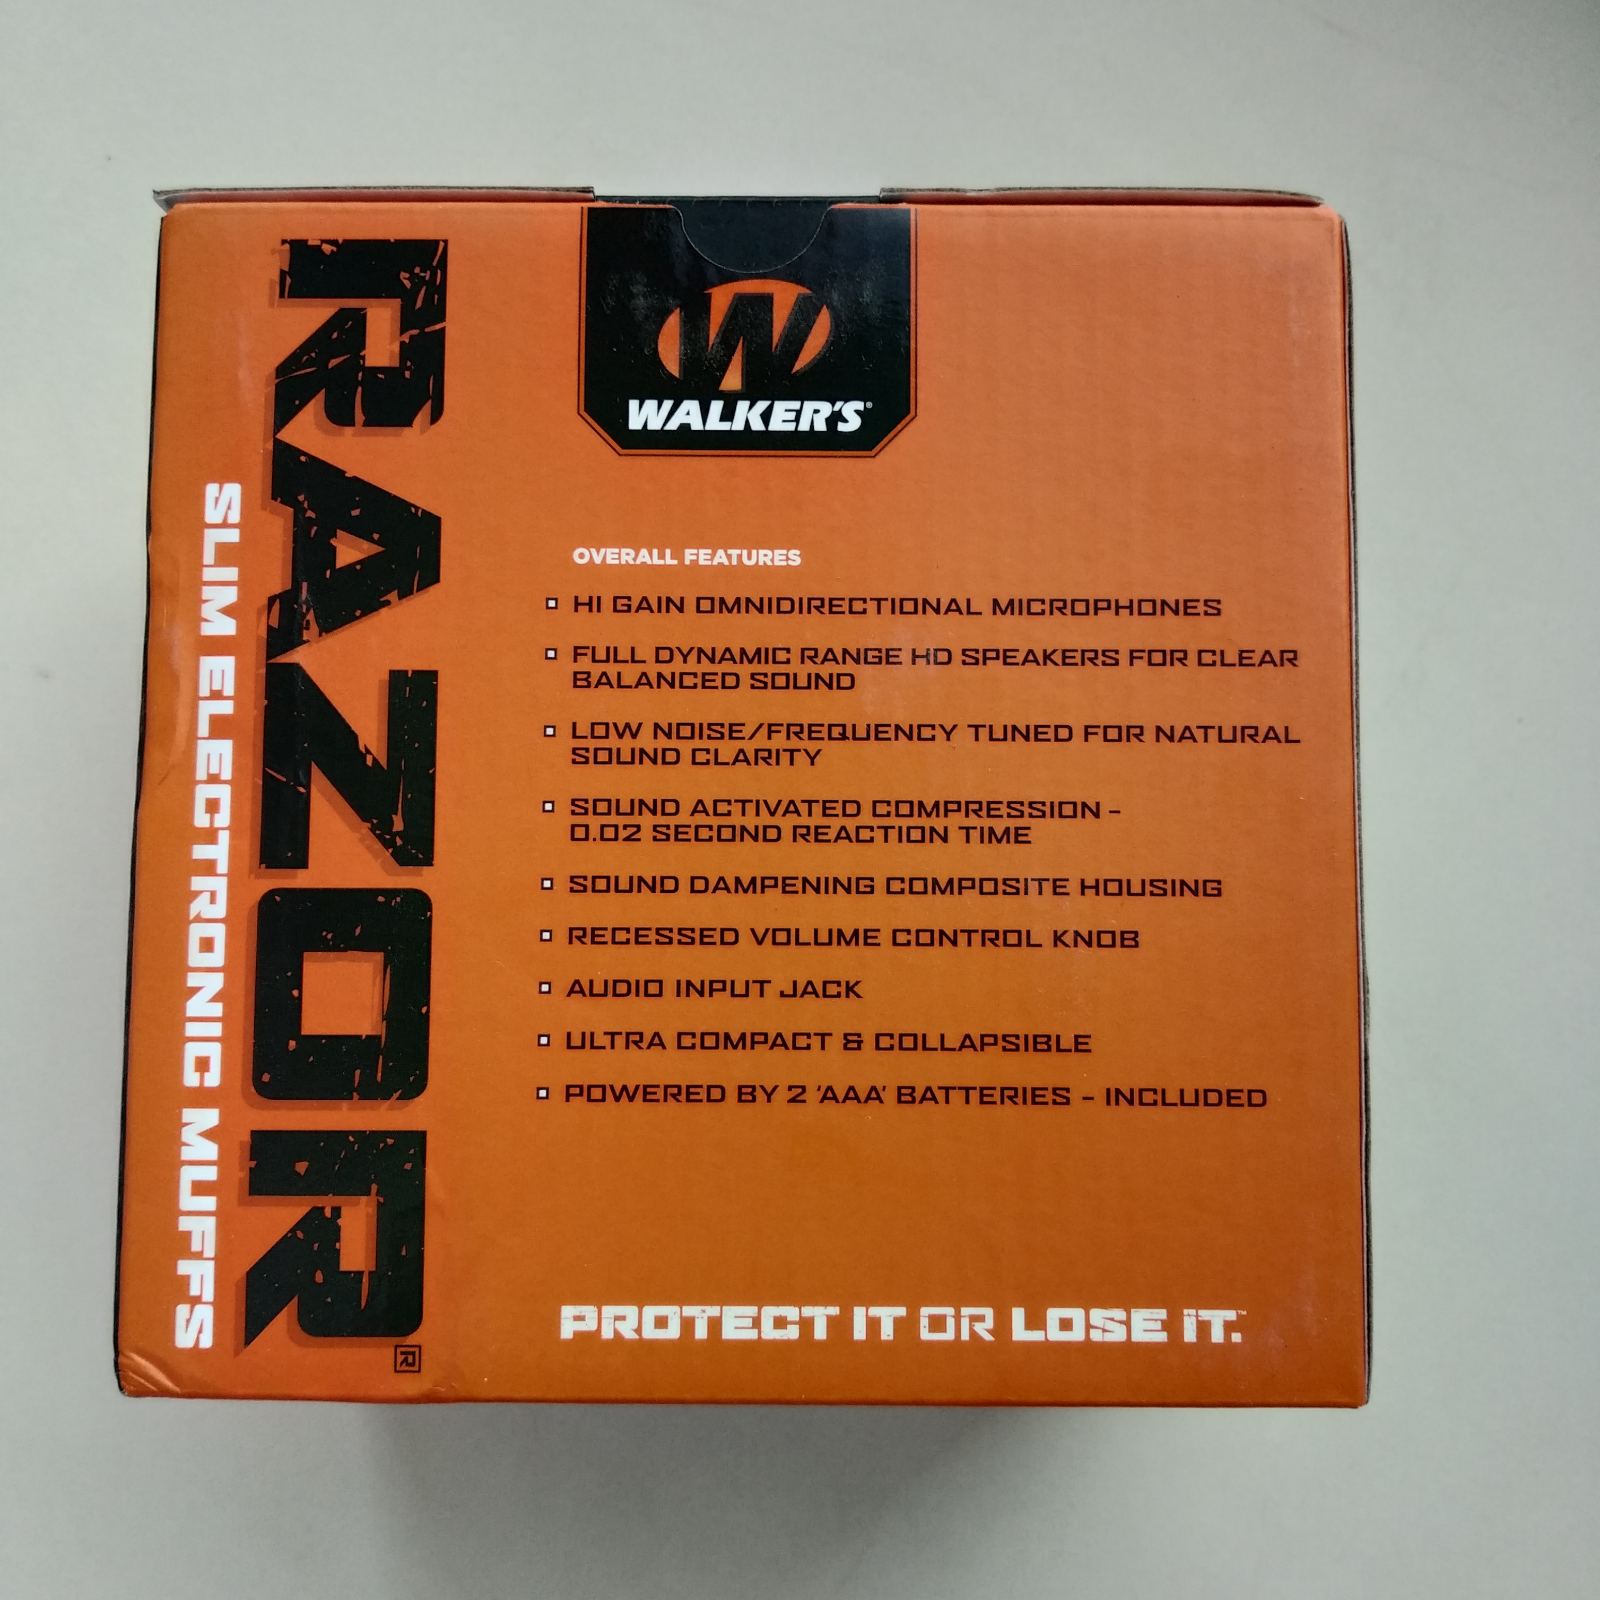 RAZOR®
SLIM ELECTRONIC MUFFS
W
WALKER'S®
OVERALL FEATURES
HI GAIN OMNIDIRECTIONAL MICROPHONES
FULL DYNAMIC RANGE HD SPEAKERS FOR CLEAR
BALANCED SOUND
LOW NOISE/FREQUENCY TUNED FOR NATURAL
SOUND CLARITY
SOUND ACTIVATED COMPRESSION –
0.02 SECOND REACTION TIME
SOUND DAMPENING COMPOSITE HOUSING
RECESSED VOLUME CONTROL KNOB
AUDIO INPUT JACK
ULTRA COMPACT & COLLAPSIBLE
POWERED BY 2 'AAA' BATTERIES – INCLUDED
PROTECT IT OR LOSE IT.™